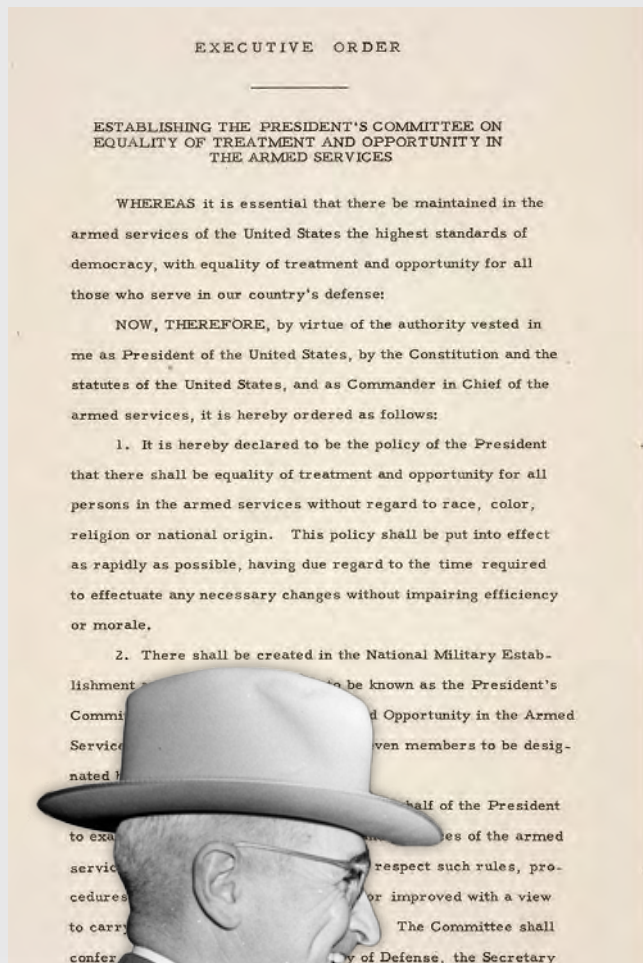 EXECUTIVE ORDER
ESTABLISHING THE PRESIDENT'S COMMITTEE ON
EQUALITY OF TREATMENT AND OPPORTUNITY IN
THE ARMED SERVICES
WHEREAS it is essential that there be maintained in the
armed services of the United States the highest standards of
democracy, with equality of treatment and opportunity for all
those who serve in our country's defense:
NOW, THEREFORE, by virtue of the authority vested in
me as President of the United States, by the Constitution and the
statutes of the United States, and as Commander in Chief of the
armed services, it is hereby ordered as follows:
1. It is hereby declared to be the policy of the President
that there shall be equality of treatment and opportunity for all
persons in the armed services without regard to race, color,
religion or national origin. This policy shall be put into effect
as rapidly as possible, having due regard to the time required
to effectuate any necessary changes without impairing efficiency
or morale.
2. There shall be created in the National Military Estab-
lishment to be known as the President's
Opportunity in the Armed
members to be desig-
nated
of the President
to of the armed
respect such rules, pro-
cedures or improved with a view
to The Committee shall
of Defense, the Secretary